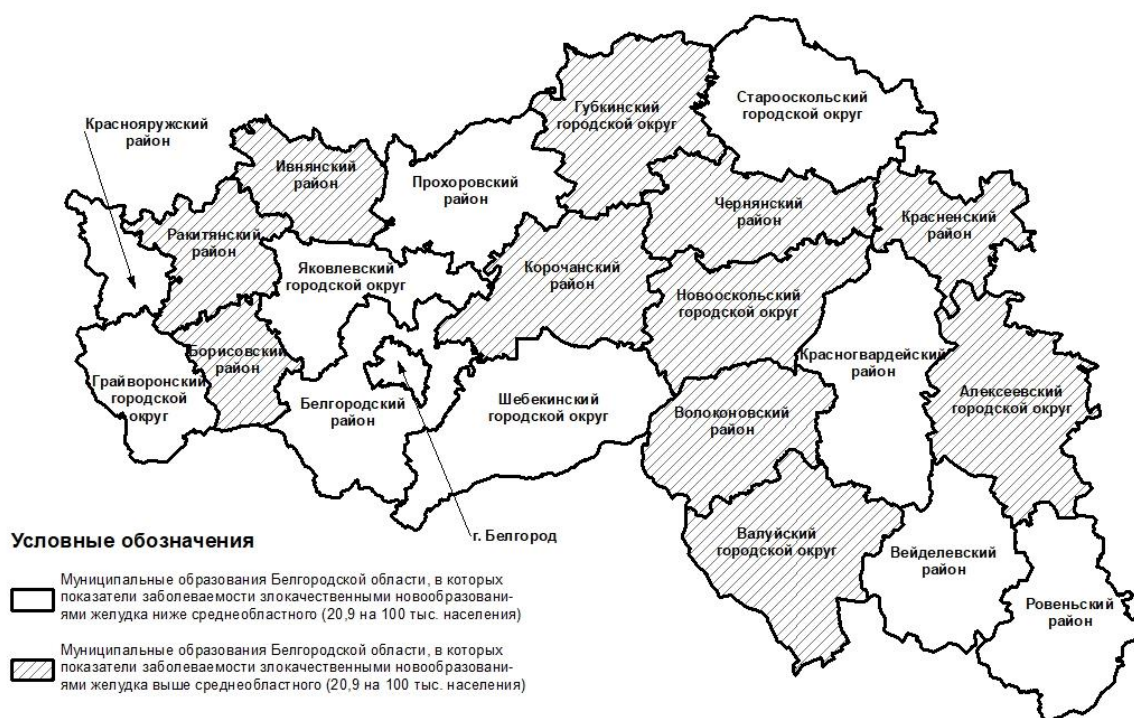 Краснояружский
район
Ивнянский
район
Ракитянский
район
Прохоровский
район
Губкинский
городской округ
Старооскольский
городской округ
Чернянский
район
Красненский
район
Яковлевский
городской округ
Корочанский
район
Новооскольский
городской округ
Борисовский
район
Грайворонский
городской
округ
Белгородский
район
Шебекинский
городской округ
Красногвардейский
район
Алексеевский
городской округ
Волоконовский
район
г. Белгород
Валуйский
городской округ
Вейделевский
район
Ровеньский
район
Условные обозначения
Муниципальные образования Белгородской области, в которых
показатели заболеваемости злокачественными новообразовани-
ями желудка ниже среднеобластного (20,9 на 100 тыс. населения)
Муниципальные образования Белгородской области, в которых
показатели заболеваемости злокачественными новообразовани-
ями желудка выше среднеобластного (20,9 на 100 тыс. населения)